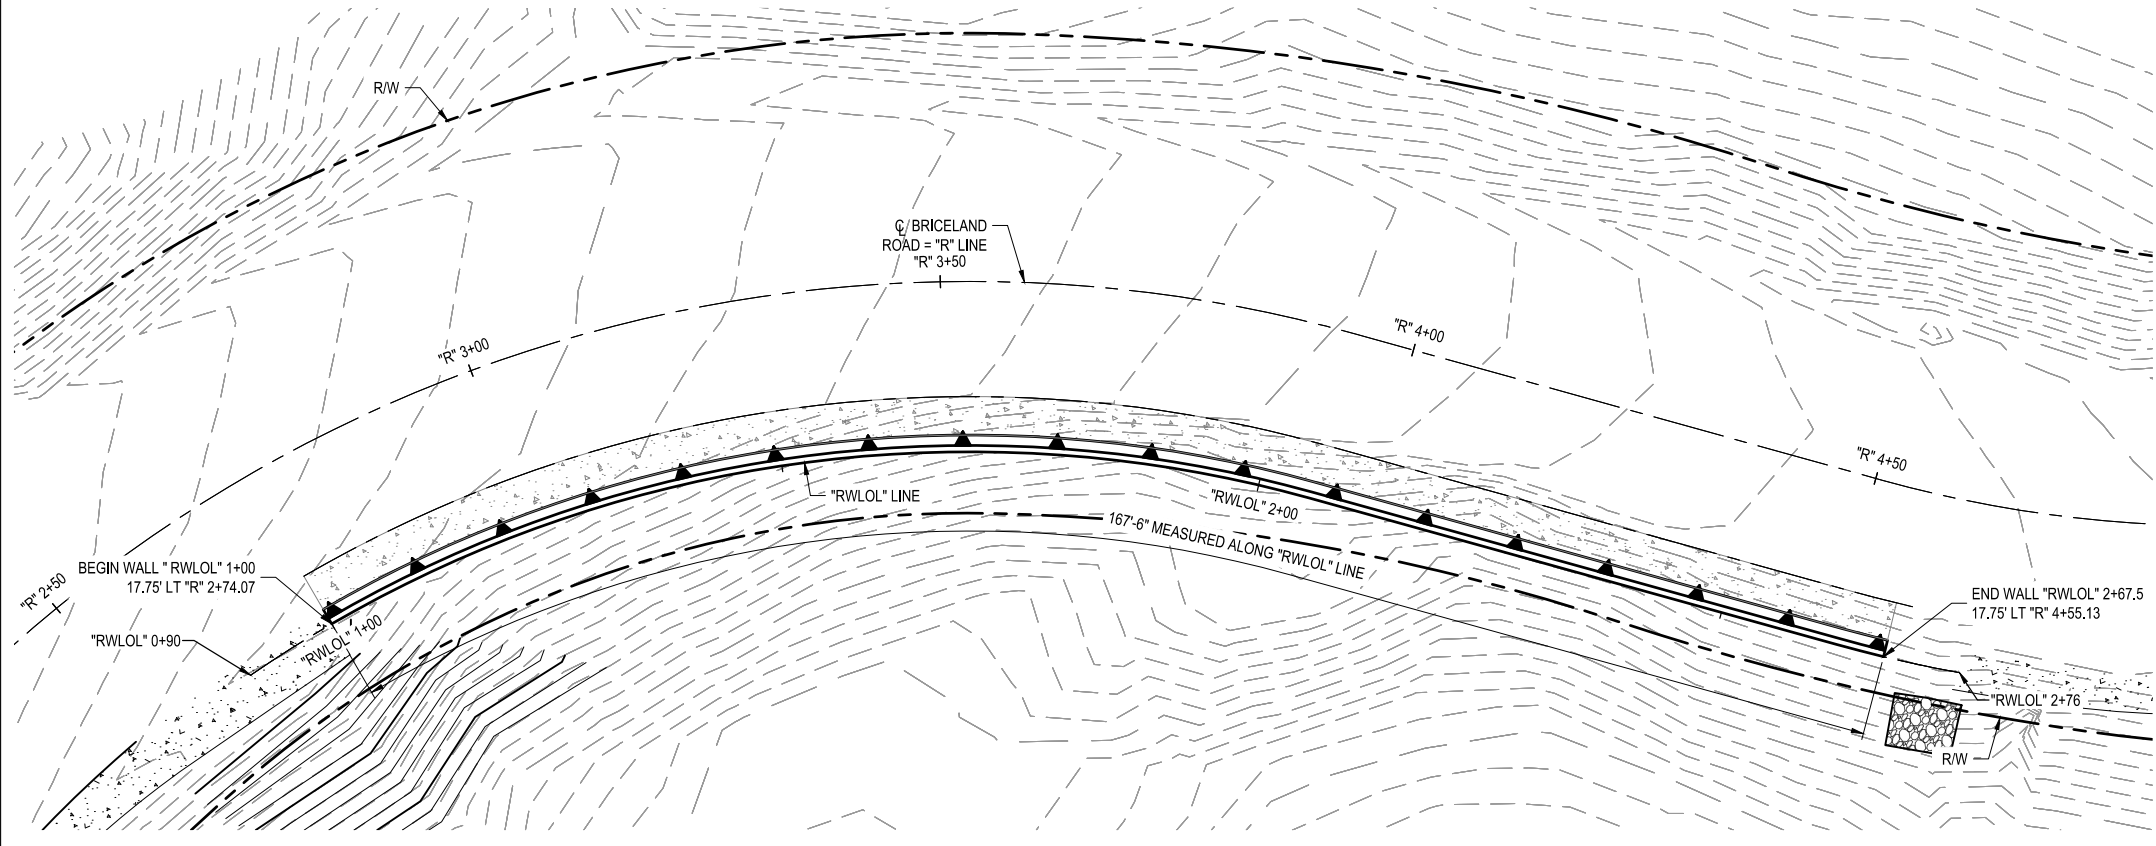 R/W
℄ BRICELAND
ROAD = "R" LINE
"R" 3+50
"R" 4+00
"R" 3+00
"R" 4+50
"RWLOL" LINE
"RWLOL" 2+00
167'-6" MEASURED ALONG "RWLOL" LINE
BEGIN WALL " RWLOL" 1+00
17.75' LT "R" 2+74.07
"R" 2+50
END WALL "RWLOL" 2+67.5
17.75' LT "R" 4+55.13
"RWLOL" 0+90
"RWLOL" 1+00
"RWLOL" 2+76
R/W